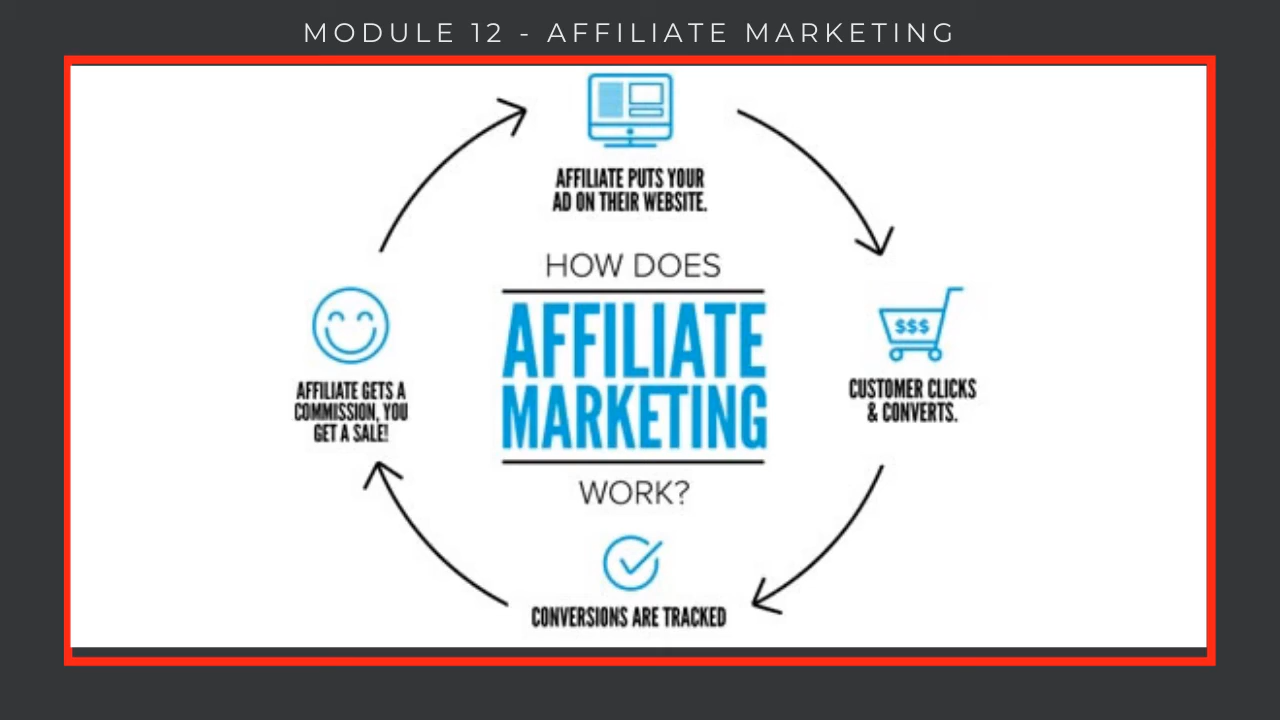 MODULE 12 - AFFILIATE MARKETING
AFFILIATE PUTS YOUR
AD ON THEIR WEBSITE.
HOW DOES
AFFILIATE
MARKETING
WORK?
$$$
CUSTOMER CLICKS
& CONVERTS.
CONVERSIONS ARE TRACKED
AFFILIATE GETS A
COMMISSION, YOU
GET A SALE!